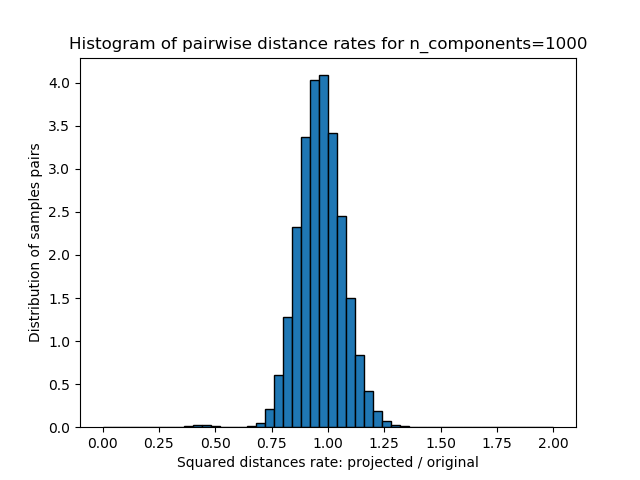 Histogram of pairwise distance rates for n_components=1000
Distribution of samples pairs
4.0
3.5
3.0
2.5
2.0
1.5
1.0
0.5
0.0
0.00 0.25 0.50 0.75 1.00 1.25 1.50 1.75 2.00
Squared distances rate: projected / original